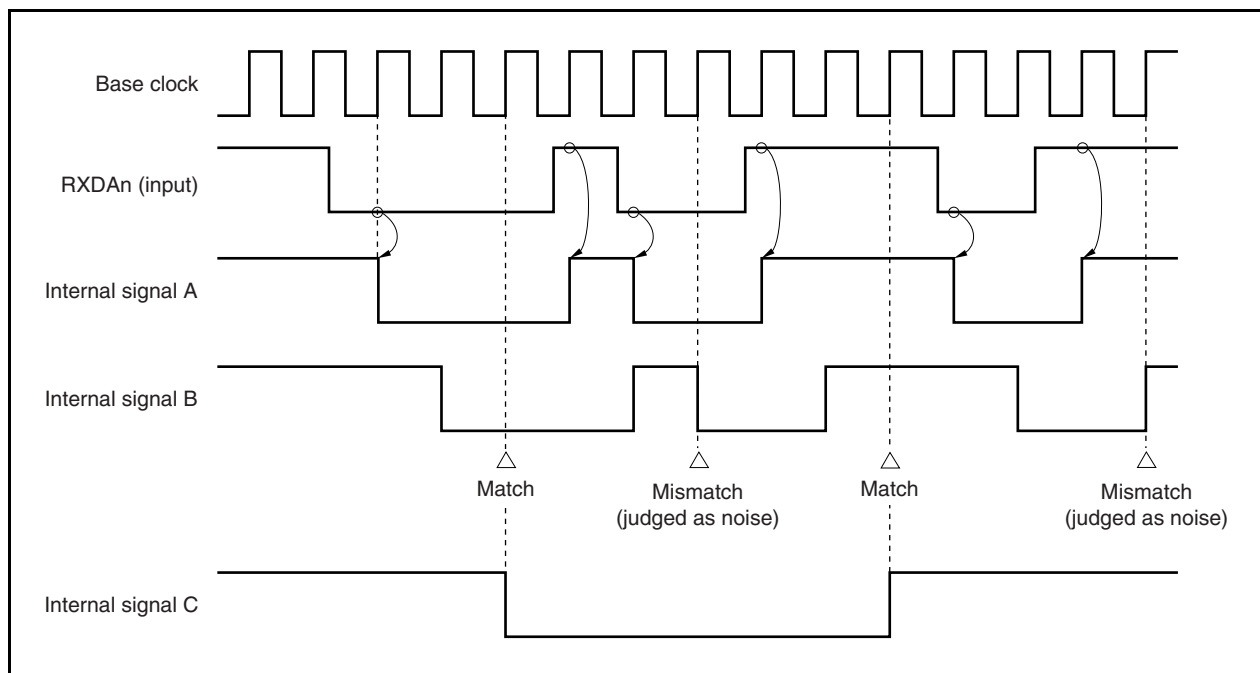 Base clock
RXDAn (input)
Internal signal A
Internal signal B
Match
Mismatch
(judged as noise)
Match
Mismatch
(judged as noise)
Internal signal C